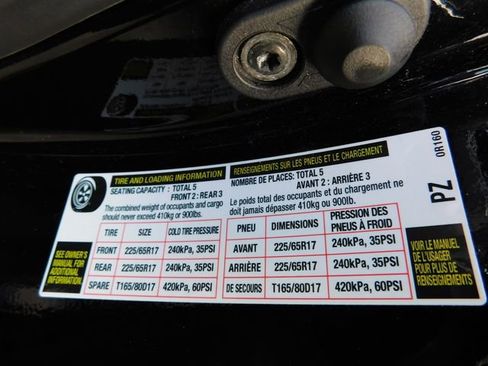 TIRE AND LOADING INFORMATION
SEATING CAPACITY : TOTAL 5
FRONT 2 : REAR 3
The combined weight of occupants and cargo
should never exceed 410kg or 900lbs.
TIRE SIZE COLD TIRE PRESSURE
FRONT 225/65R17 240kPa, 35PSI
REAR 225/65R17 240kPa, 35PSI
SPARE T165/80D17 420kPa, 60PSI
SEE OWNER'S
MANUAL FOR
ADDITIONAL
INFORMATION.
RENSEIGNEMENTS SUR LES PNEUS ET LE CHARGEMENT
NOMBRE DE PLACES: TOTAL 5
AVANT 2 : ARRIÈRE 3
Le poids total des occupants et du chargement ne
doit jamais dépasser 410kg or 900lb.
PNEU DIMENSIONS PRESSION DES
PNEUS À FROID
AVANT 225/65R17 240kPa, 35PSI
ARRIÈRE 225/65R17 240kPa, 35PSI
DE SECOURS T165/80D17 420kPa, 60PSI
VOIR LE MANUEL
DE L'USAGER
POUR PLUS DE
RENSEIGNEMENTS
PZ
0R160